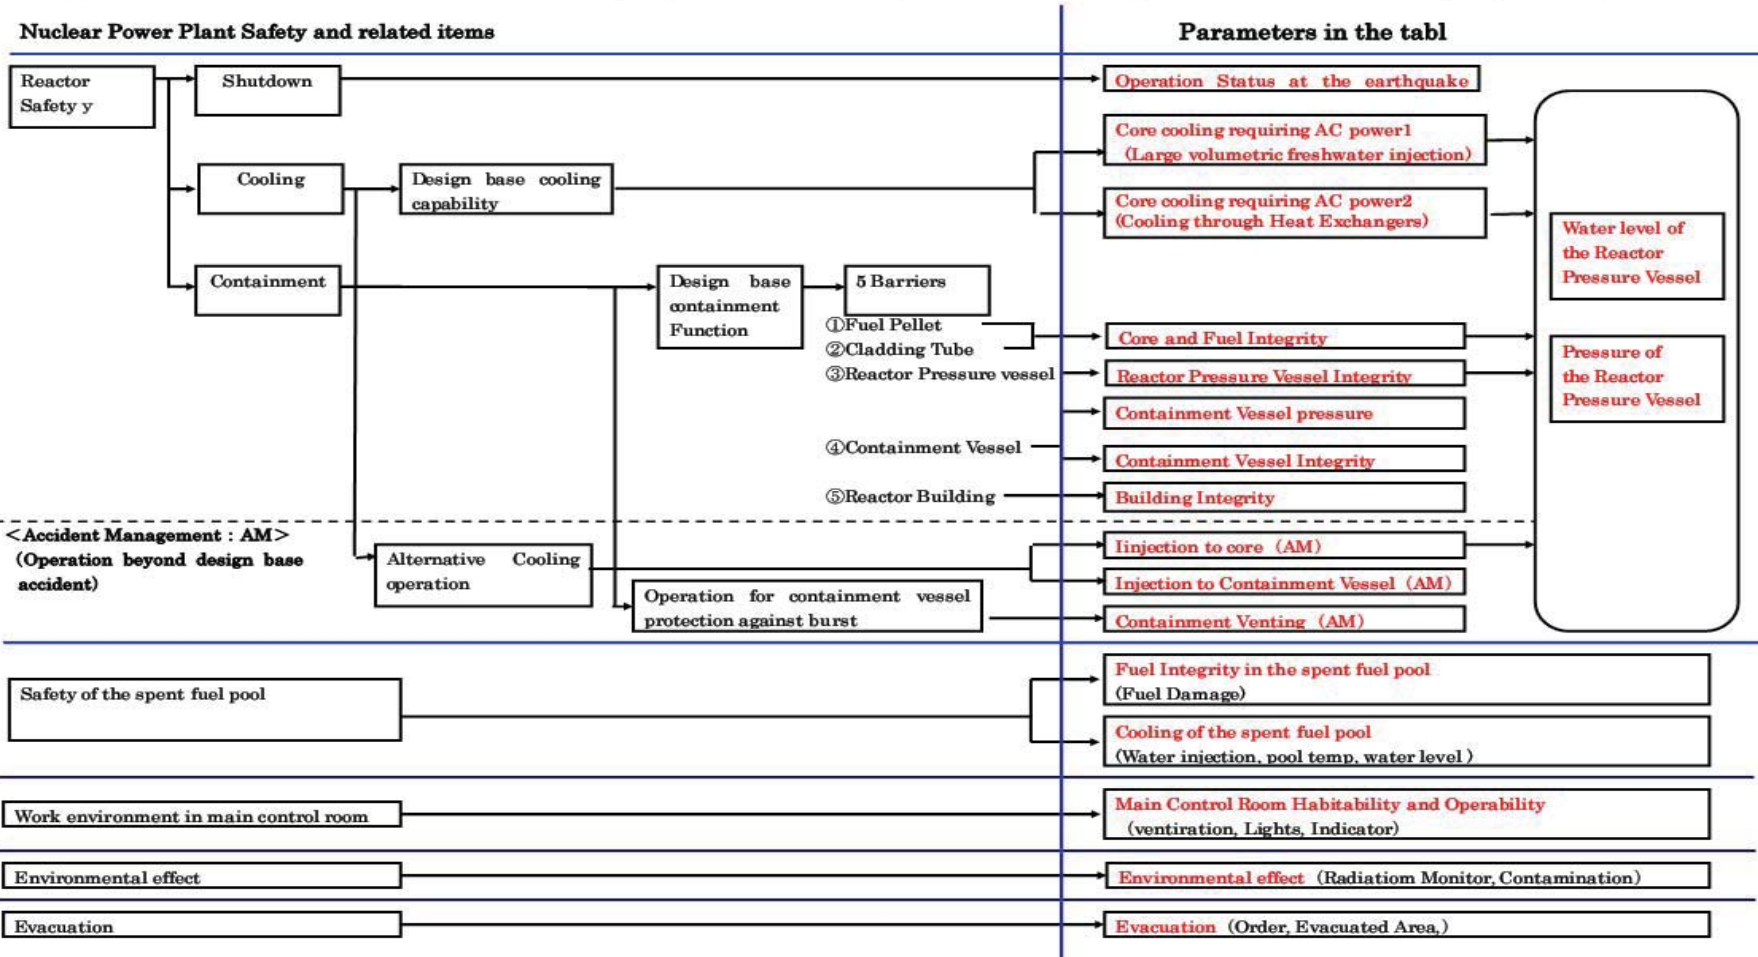 Nuclear Power Plant Safety and related items
Parameters in the tabl
Reactor
Safety y
Shutdown
Operation Status at the earthquake
Core cooling requiring AC power1
(Large volumetric freshwater injection)
Cooling
Design base cooling
capability
Core cooling requiring AC power2
(Cooling through Heat Exchangers)
Water level of
the Reactor
Pressure Vessel
Containment
Design base
containment
Function
5 Barriers
①Fuel Pellet
②Cladding Tube
Core and Fuel Integrity
Pressure of
the Reactor
Pressure Vessel
③Reactor Pressure vessel
Reactor Pressure Vessel Integrity
Containment Vessel pressure
④Containment Vessel
Containment Vessel Integrity
⑤Reactor Building
Building Integrity
<Accident Management : AM>
(Operation beyond design base
accident)
Alternative Cooling
operation
Iinjection to core (AM)
Injection to Containment Vessel (AM)
Operation for containment vessel
protection against burst
Containment Venting (AM)
Safety of the spent fuel pool
Fuel Integrity in the spent fuel pool
(Fuel Damage)
Cooling of the spent fuel pool
(Water injection, pool temp, water level )
Work environment in main control room
Main Control Room Habitability and Operability
(ventiration, Lights, Indicator)
Environmental effect
Environmental effect (Radiatiom Monitor, Contamination)
Evacuation
Evacuation (Order, Evacuated Area,)